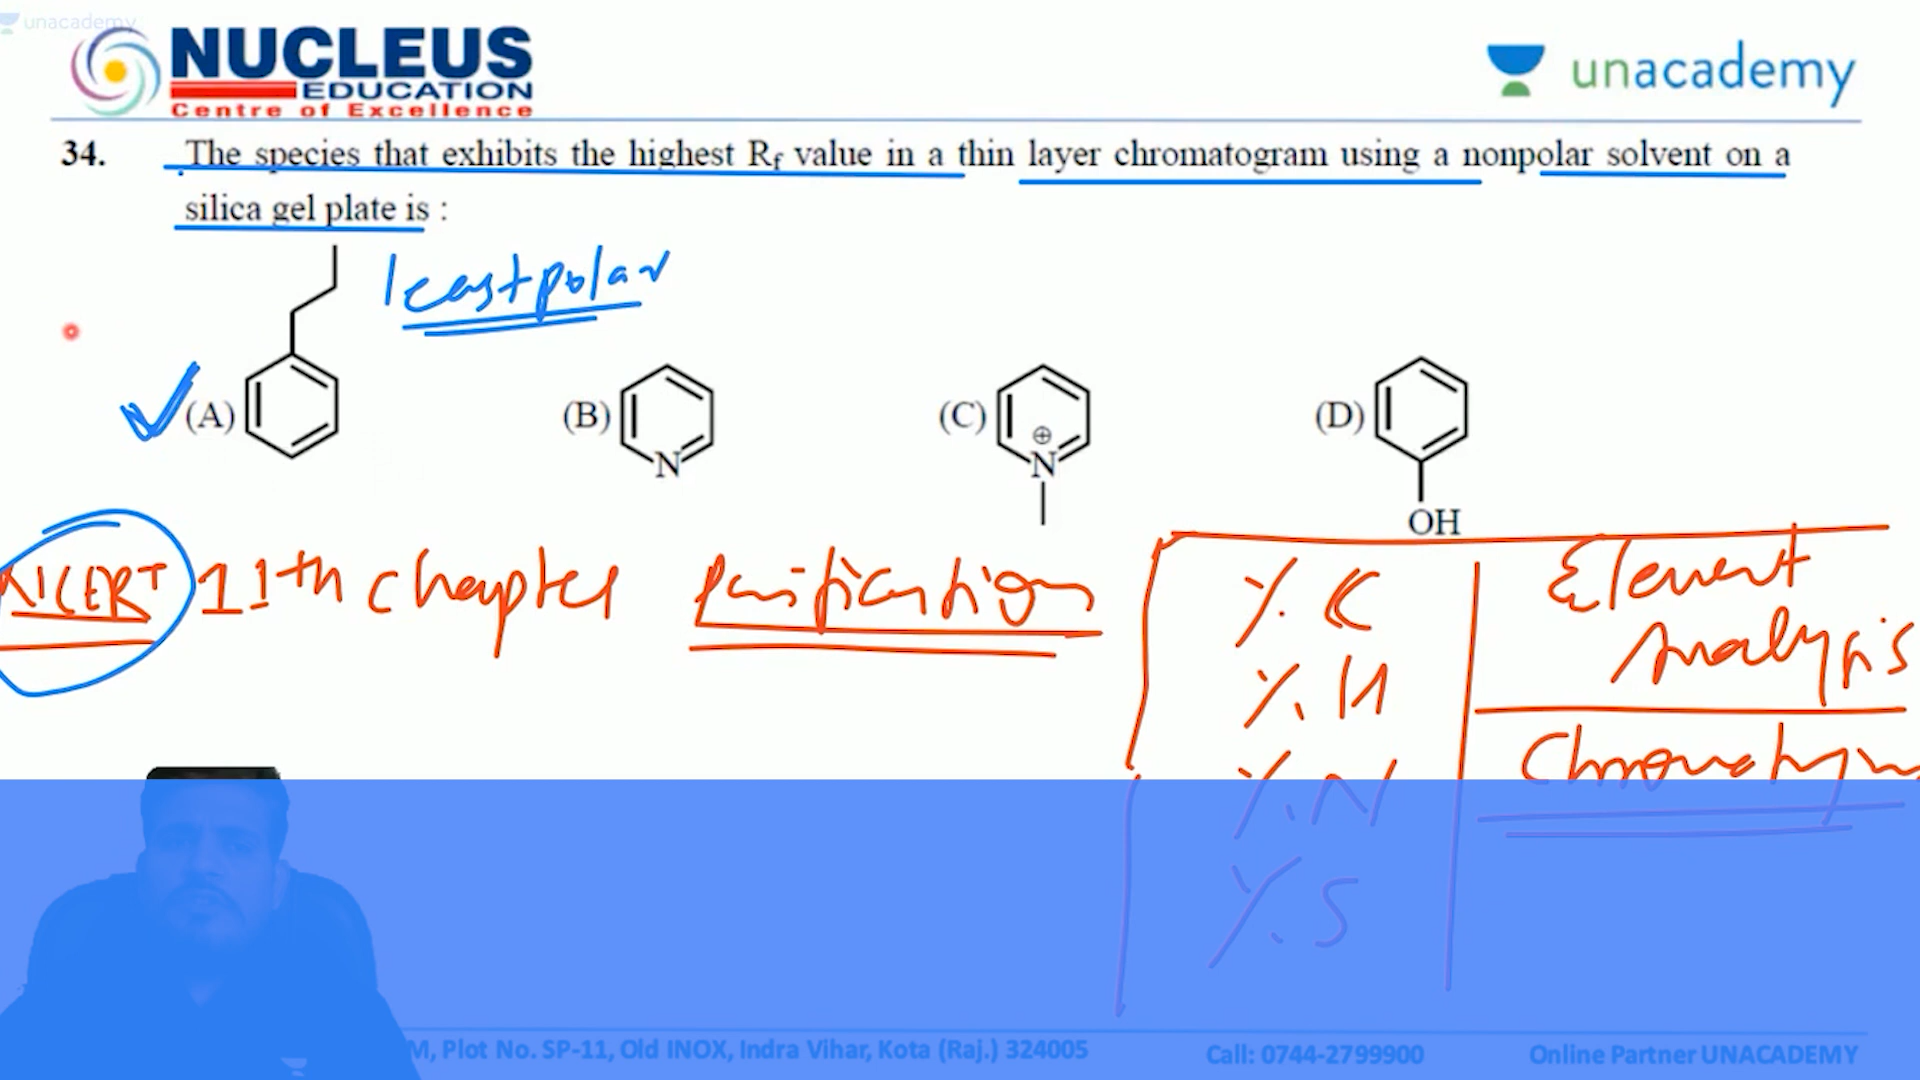 unacademy
NUCLEUS
EDUCATION
Centre of Excellence
unacademy
34. The species that exhibits the highest Rf value in a thin layer chromatogram using a nonpolar solvent on a
silica gel plate is :
least polar
(A)
(B)
N
(C)
⊕
N
(D)
OH
NCERT 11th chapter purification
% C
% H
% N
% S
Element
Analysis
M, Plot No. SP-11, Old INOX, Indra Vihar, Kota (Raj.) 324005
Call: 0744-2799900
Online Partner UNACADEMY